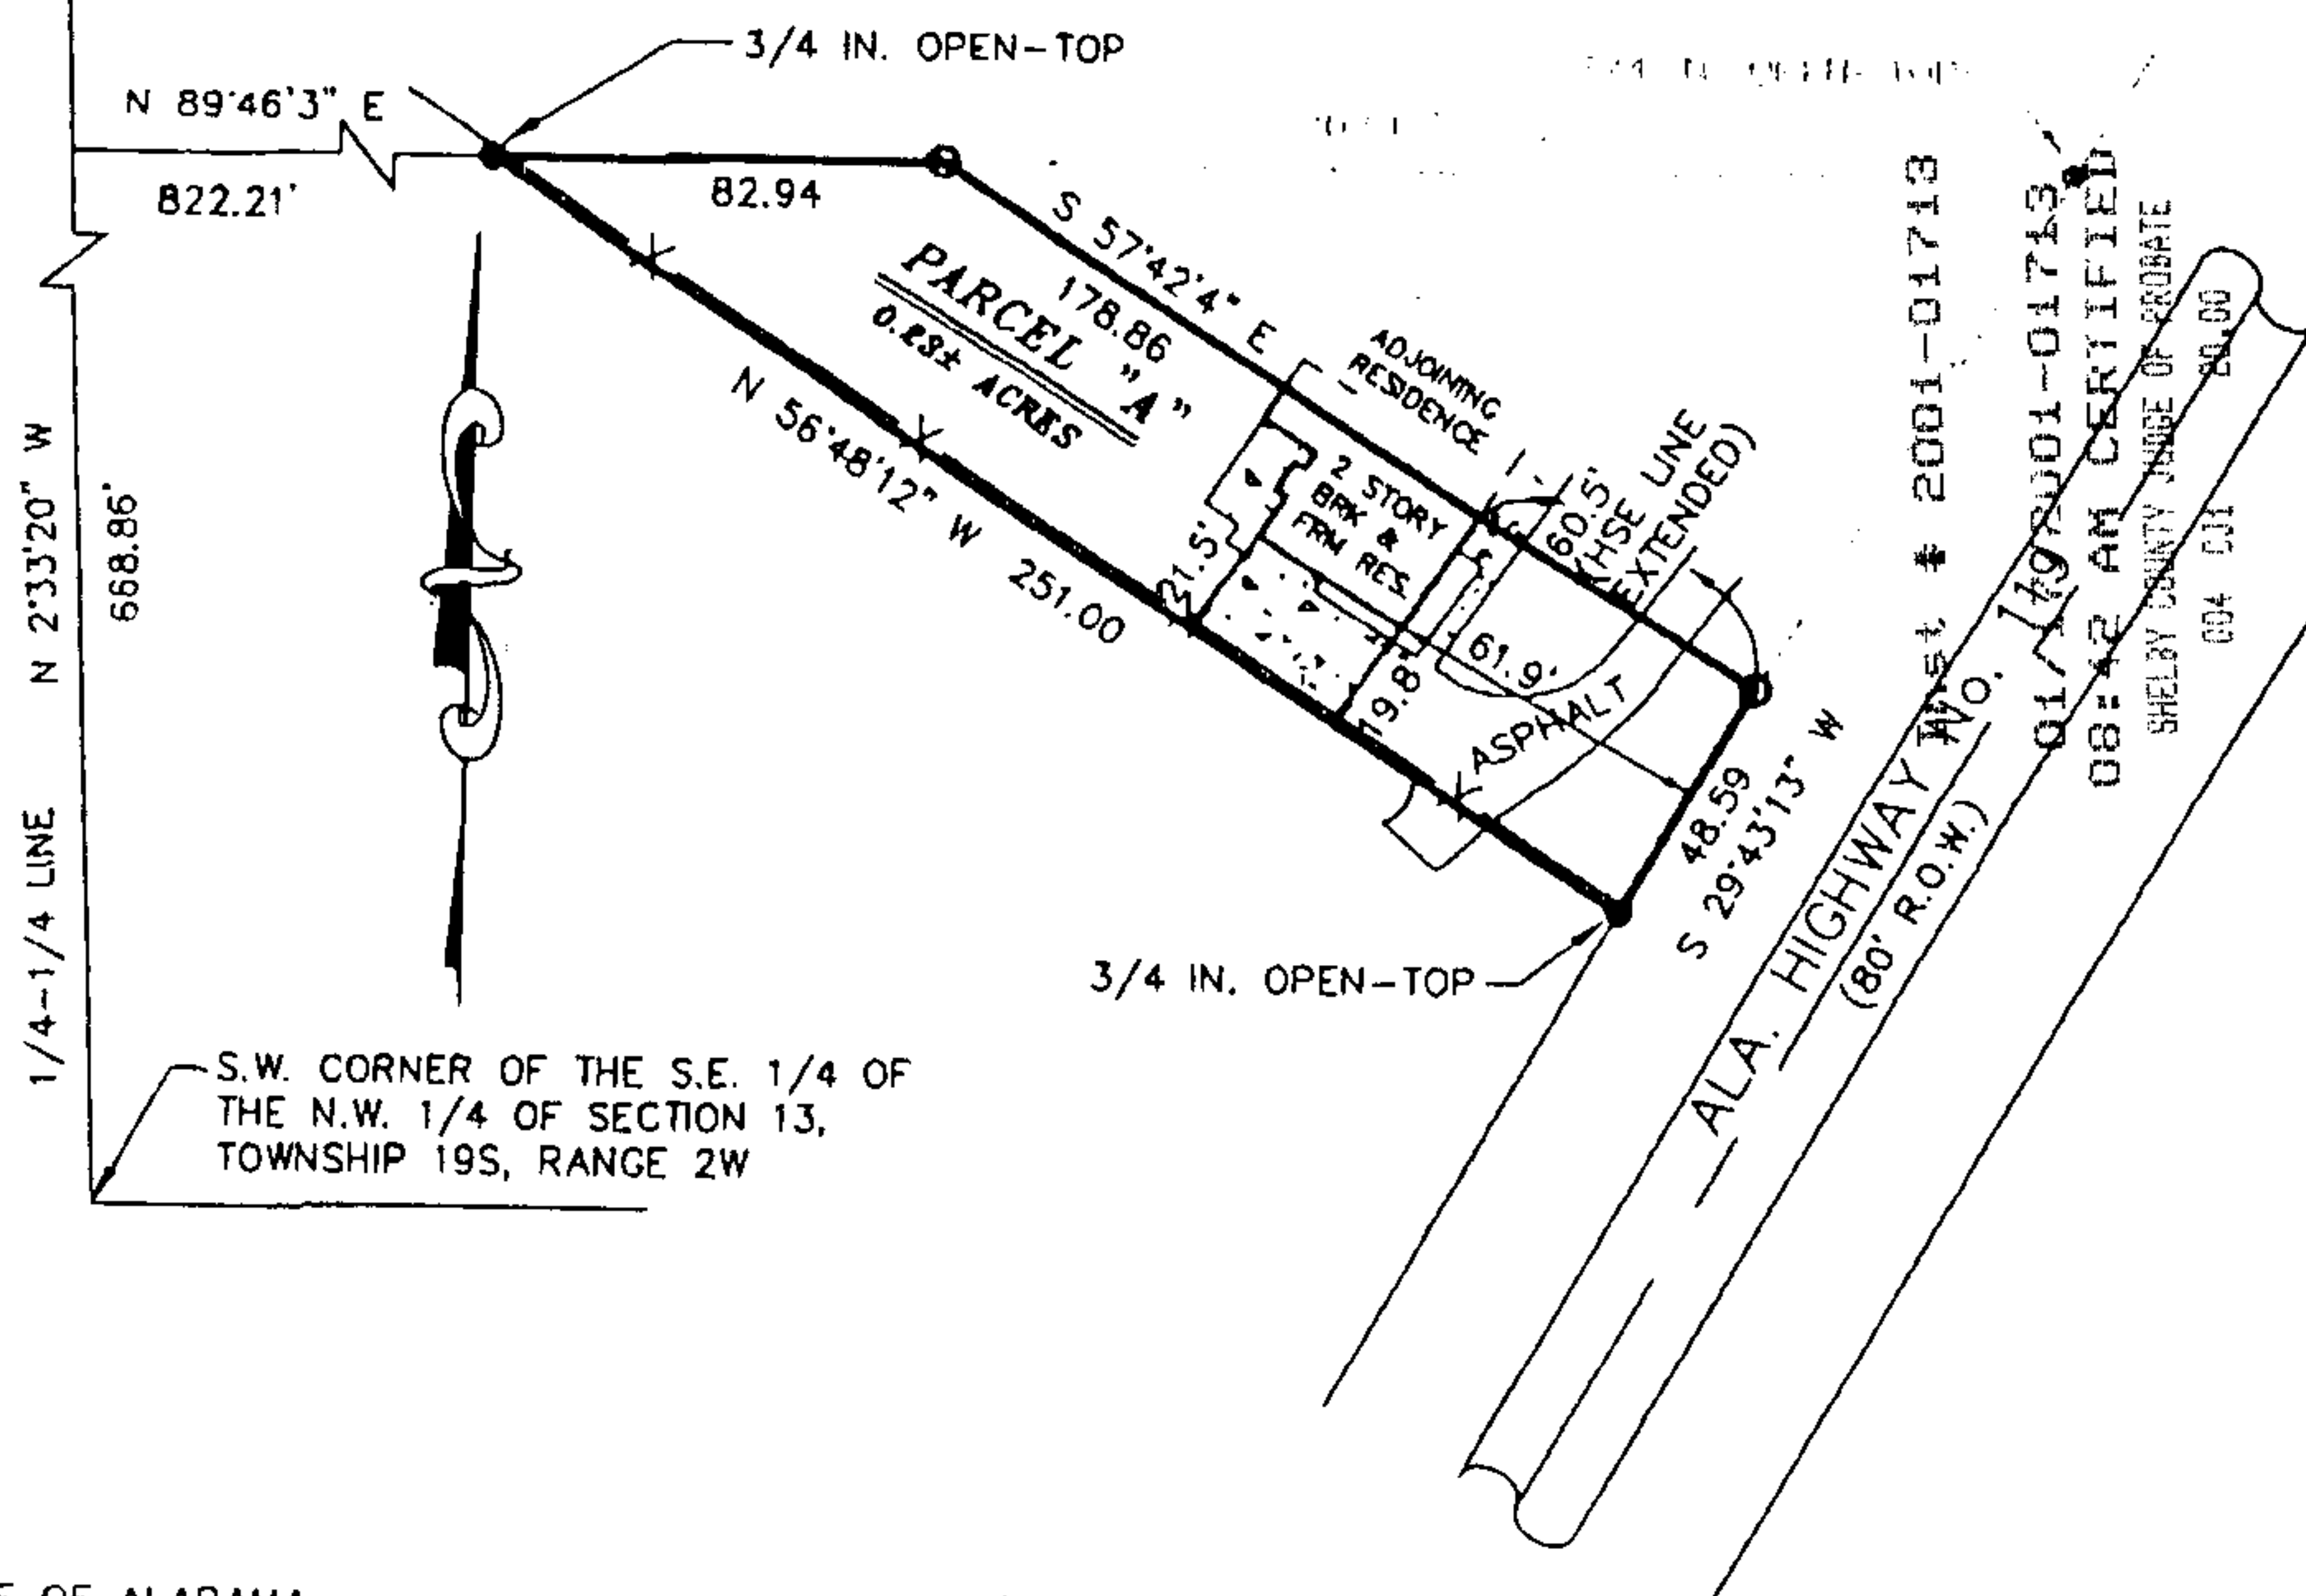 3/4 IN. OPEN-TOP
N 89°46'3" E
822.21'
82.94
S 57°42'4" E
178.86
PARCEL "A"
0.23± ACRES
N 56°48'12" W 251.00
ADJOINING
RESIDENCE
2 STORY
BRK &
FRM RES
60.5'
(HSE LINE
EXTENDED)
21.5'
19.8
61.9'
ASPHALT
48.59
S 29°43'13" W
3/4 IN. OPEN-TOP
ALA. HIGHWAY No. 119
(80' R.O.W.)
1/4-1/4 LINE N 2°33'20" W
668.86'
S.W. CORNER OF THE S.E. 1/4 OF
THE N.W. 1/4 OF SECTION 13,
TOWNSHIP 19S, RANGE 2W
Inst # 2001-01713
2001-01713
08:42 AM CERTIFIED
SHELBY COUNTY JUDGE OF PROBATE
004 CJ1
OF ALABAMA